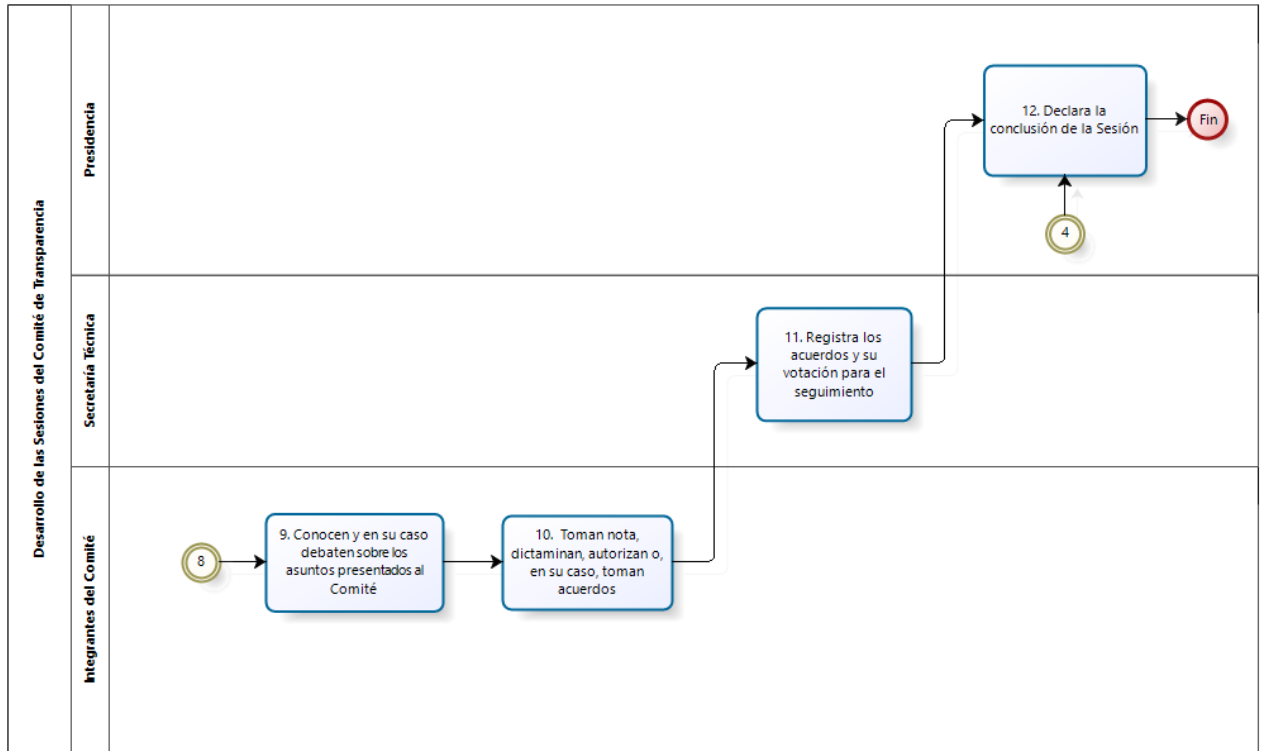 Desarrollo de las Sesiones del Comité de Transparencia
Presidencia
12. Declara la
conclusión de la Sesión
Fin
4
Secretaría Técnica
11. Registra los
acuerdos y su
votación para el
seguimiento
Integrantes del Comité
8
9. Conocen y en su caso
debaten sobre los
asuntos presentados al
Comité
10. Toman nota,
dictaminan, autorizan o,
en su caso, toman
acuerdos